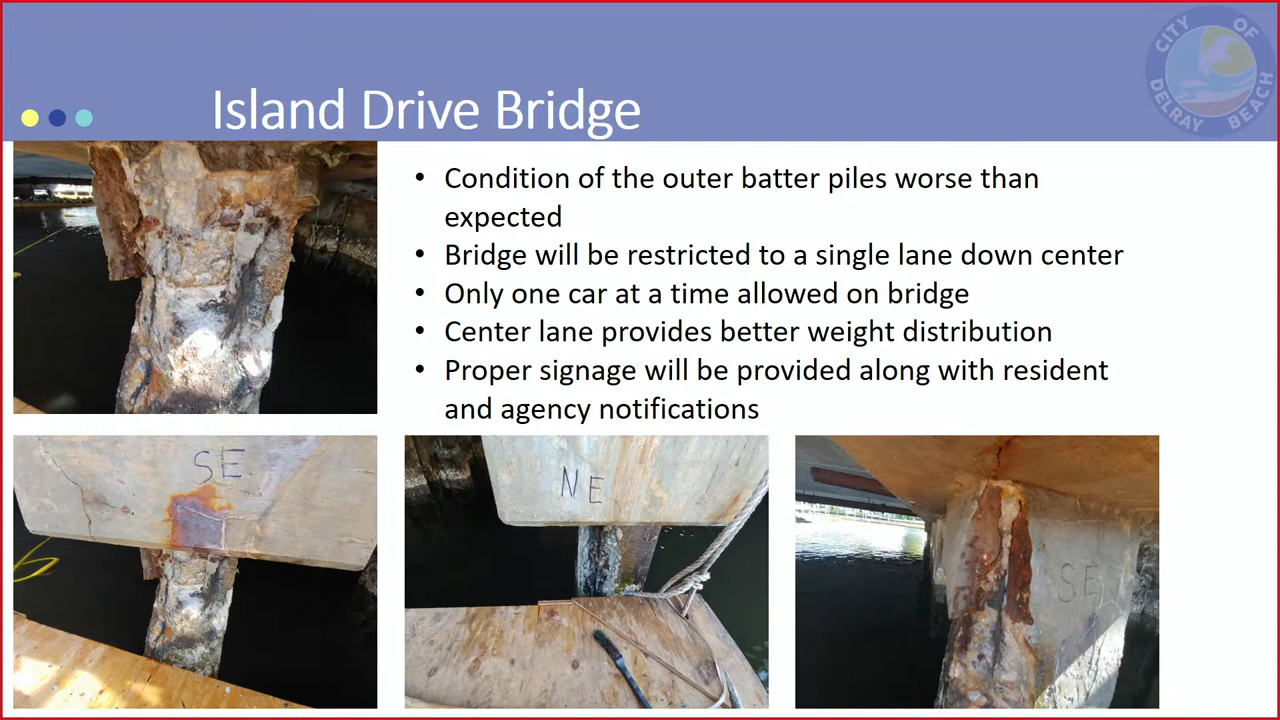 CITY OF
DELRAY BEACH
Island Drive Bridge
• Condition of the outer batter piles worse than
expected
• Bridge will be restricted to a single lane down center
• Only one car at a time allowed on bridge
• Center lane provides better weight distribution
• Proper signage will be provided along with resident
and agency notifications
SE
NE
SE